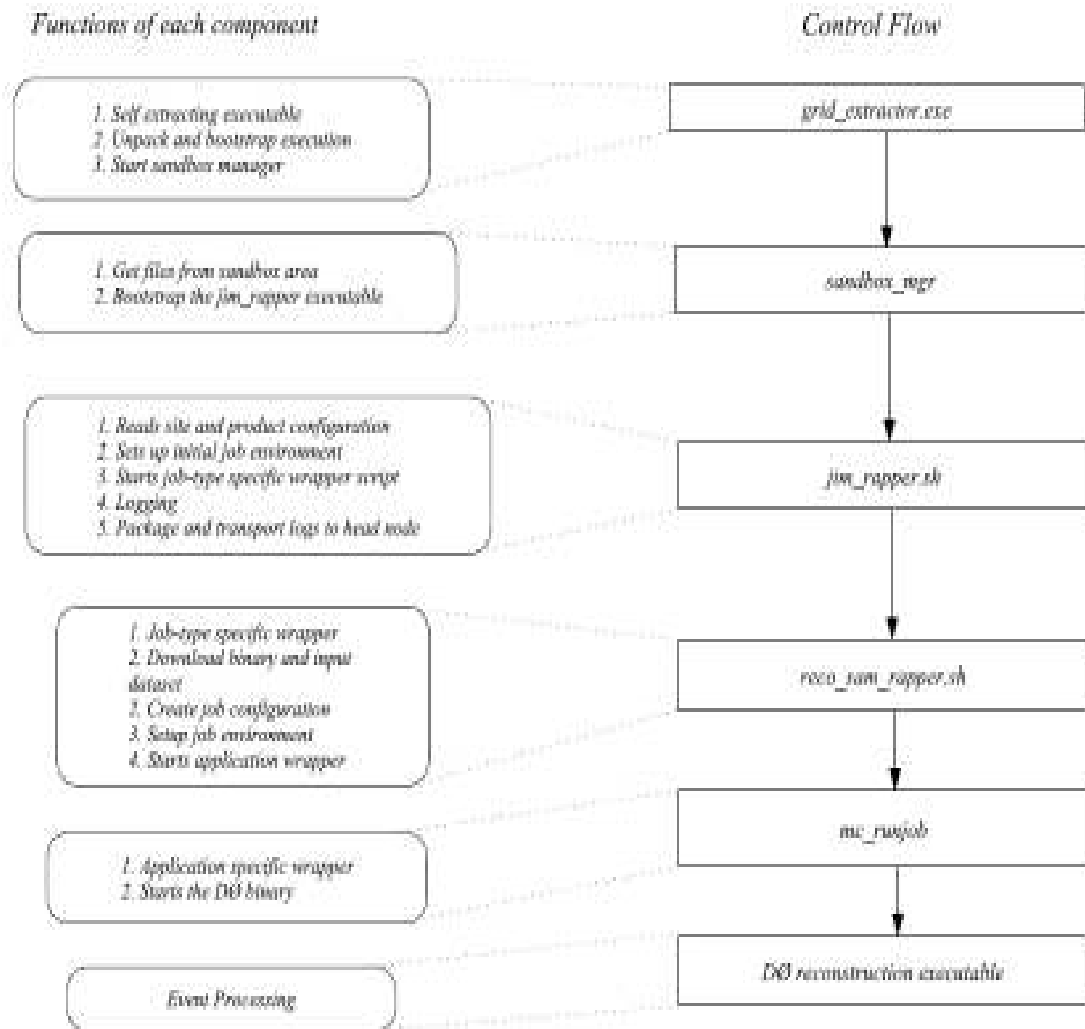 Functions of each component
Control Flow
1. Self extracting executable
2. Unpack and bootstrap execution
3. Start sandbox manager
grid_extractor.exe
1. Get files from sandbox area
2. Bootstrap the jim_rapper executable
sandbox_mgr
1. Reads site and product configuration
2. Sets up initial job environment
3. Starts job-type specific wrapper script
4. Logging
5. Package and transport logs to head node
jim_rapper.sh
1. Job-type specific wrapper
2. Download binary and input
dataset
2. Create job configuration
3. Setup job environment
4. Starts application wrapper
reco_sam_rapper.sh
1. Application specific wrapper
2. Starts the DØ binary
mc_runjob
Event Processing
DØ reconstruction executable